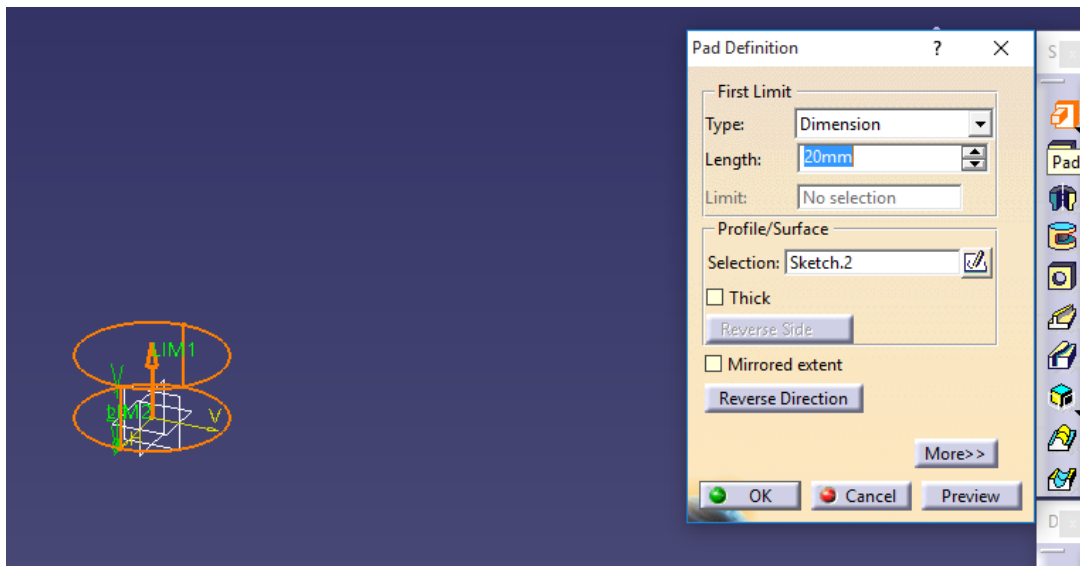 Pad Definition ? S
First Limit
Type: Dimension
Length: 20mm
Pad
Limit: No selection
Profile/Surface
Selection: Sketch.2
Thick
Reverse Side
LIM1
Mirrored extent
V
Reverse Direction
LIM2
V
More>>
OK Cancel Preview
D